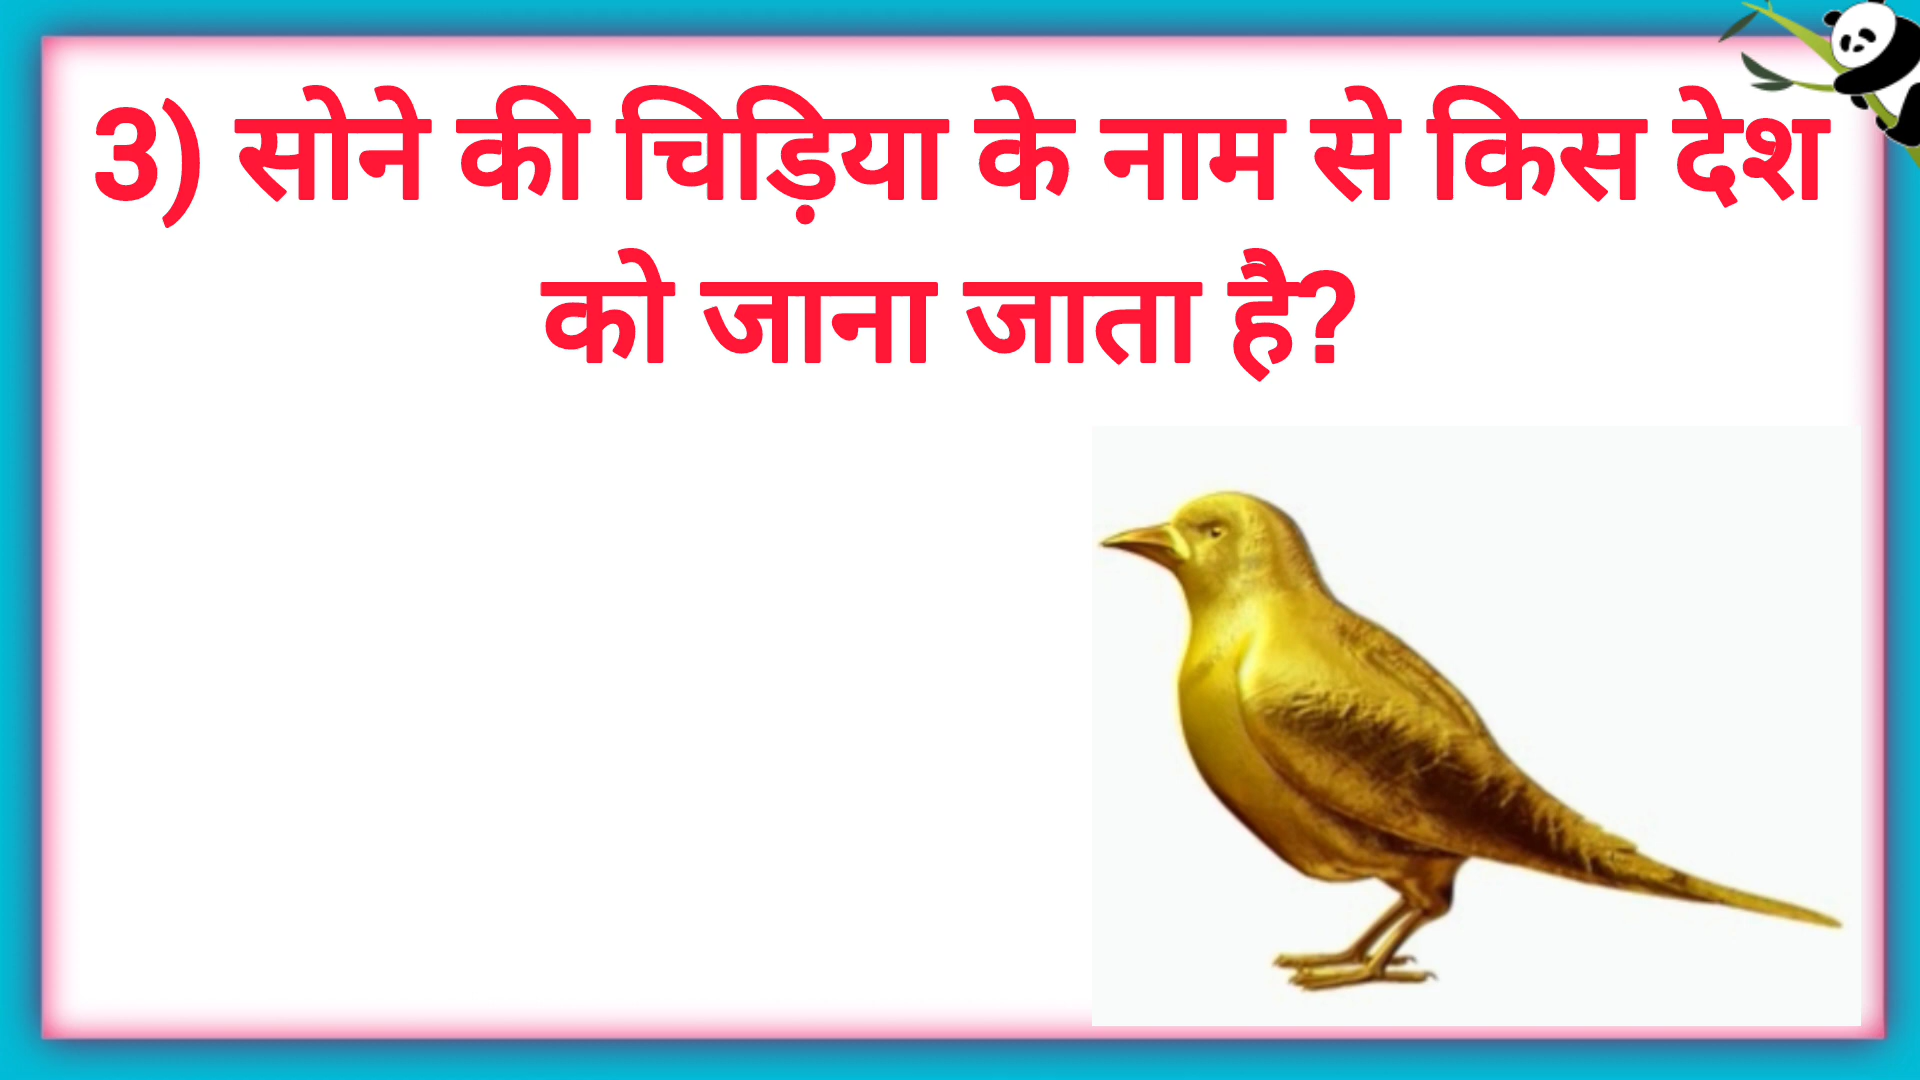 3) सोने की चिड़िया के नाम से किस देश
को जाना जाता है?